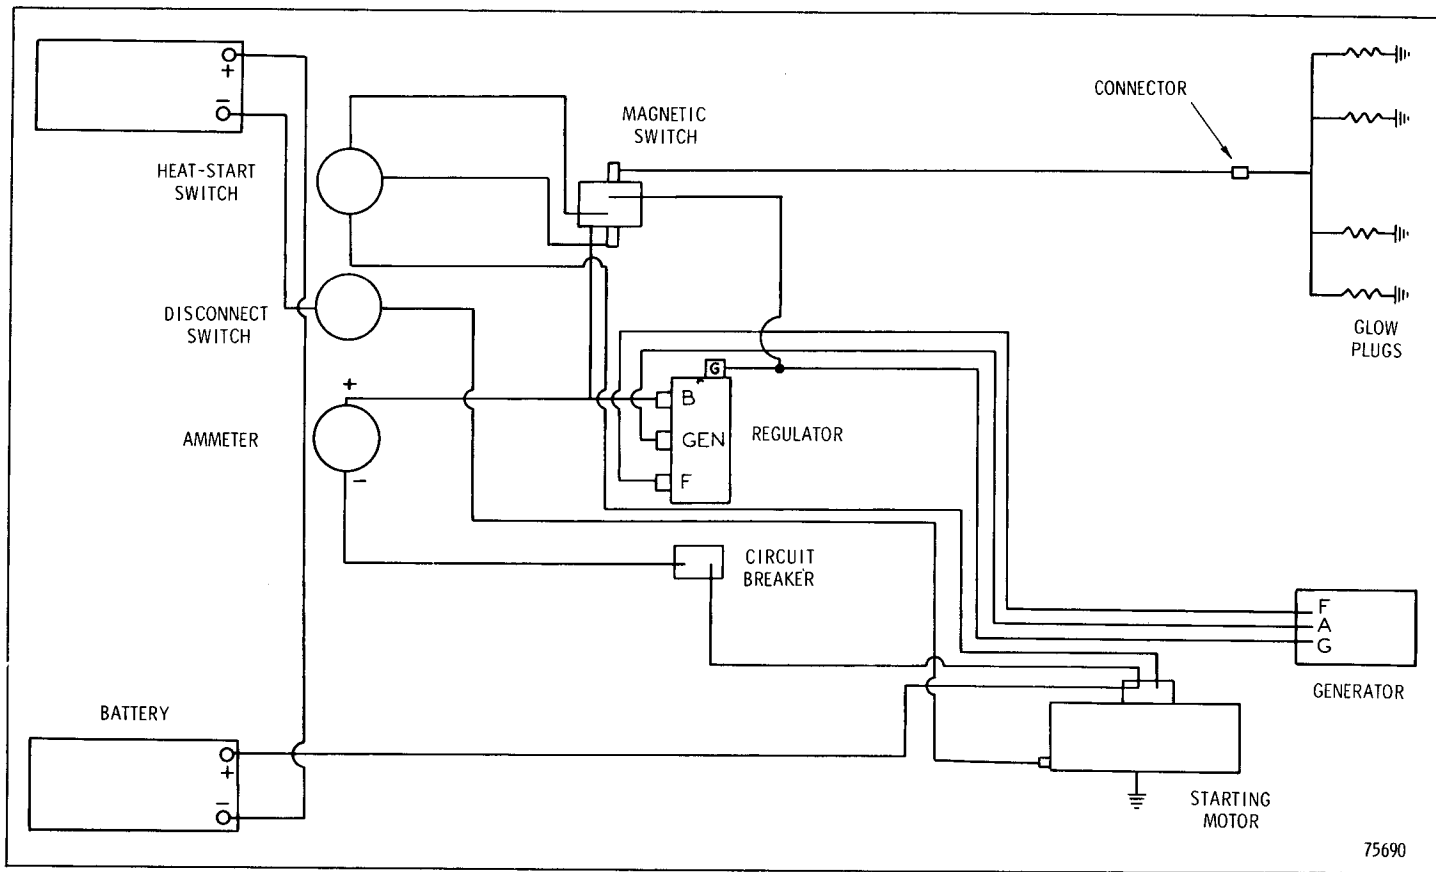 +
−
CONNECTOR
MAGNETIC
SWITCH
HEAT-START
SWITCH
DISCONNECT
SWITCH
GLOW
PLUGS
+
G
B
AMMETER
GEN
REGULATOR
−
F
CIRCUIT
BREAKER
F
A
G
GENERATOR
BATTERY
+
−
STARTING
MOTOR
75690